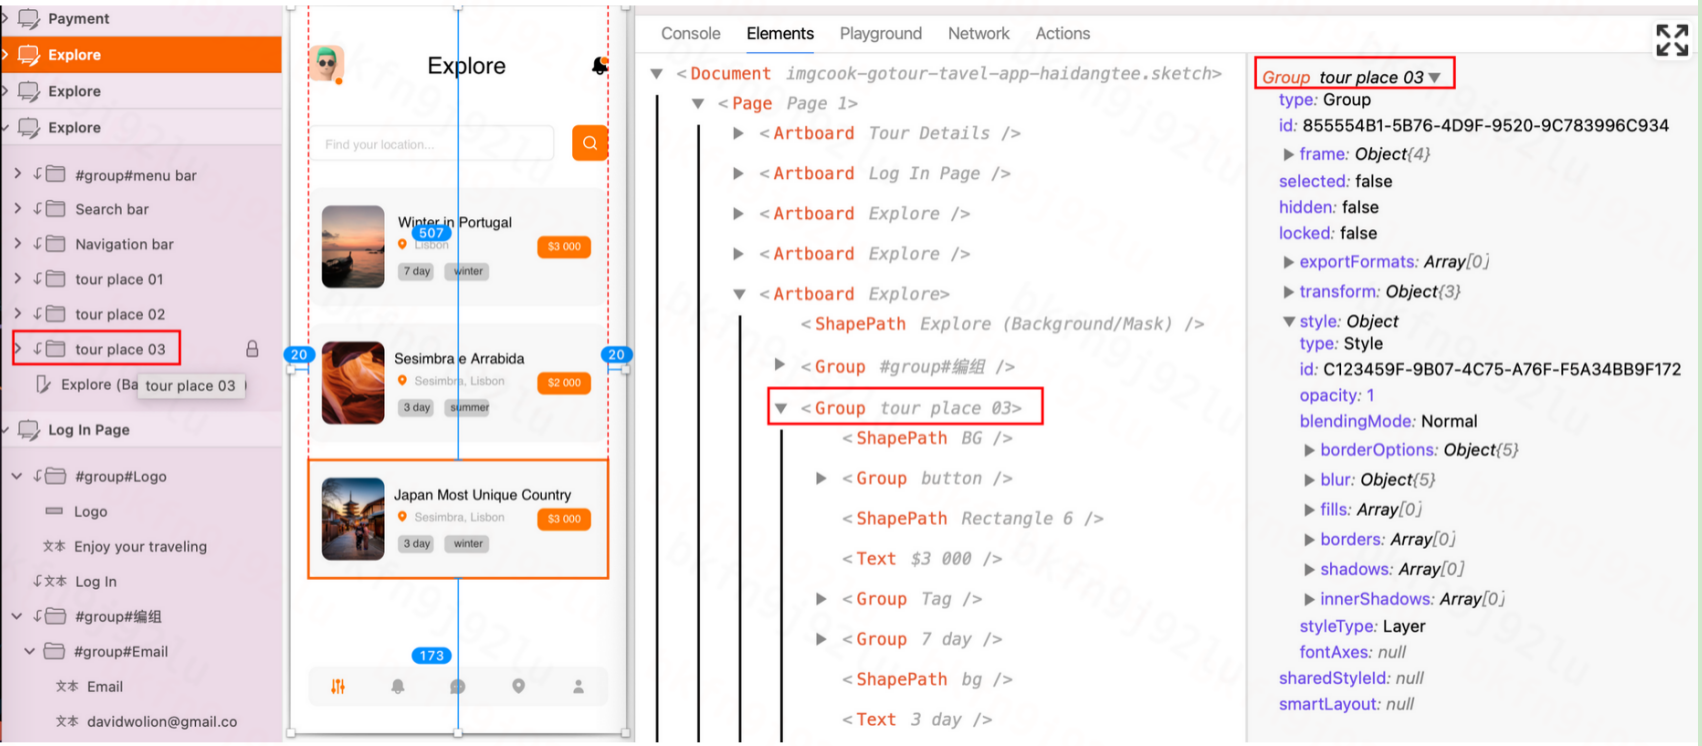 Payment
Explore
Explore
Explore
#group#menu bar
Search bar
Navigation bar
tour place 01
tour place 02
tour place 03
Explore (Ba
tour place 03
Log In Page
#group#Logo
Logo
文本 Enjoy your traveling
文本 Log In
#group#编组
#group#Email
文本 Email
文本 davidwolion@gmail.co
Explore
Find your location...
Winter in Portugal
507
Lisbon
$3 000
7 day
winter
20
20
Sesimbra e Arrabida
Sesimbra, Lisbon
$2 000
3 day
summer
Japan Most Unique Country
Sesimbra, Lisbon
$3 000
3 day
winter
173
Console Elements Playground Network Actions
<Document imgcook-gotour-tavel-app-haidangtee.sketch>
<Page Page 1>
<Artboard Tour Details />
<Artboard Log In Page />
<Artboard Explore />
<Artboard Explore />
<Artboard Explore>
<ShapePath Explore (Background/Mask) />
<Group #group#编组 />
<Group tour place 03>
<ShapePath BG />
<Group button />
<ShapePath Rectangle 6 />
<Text $3 000 />
<Group Tag />
<Group 7 day />
<ShapePath bg />
<Text 3 day />
Group tour place 03
type: Group
id: 855554B1-5B76-4D9F-9520-9C783996C934
frame: Object{4}
selected: false
hidden: false
locked: false
exportFormats: Array[0]
transform: Object{3}
style: Object
type: Style
id: C123459F-9B07-4C75-A76F-F5A34BB9F172
opacity: 1
blendingMode: Normal
borderOptions: Object{5}
blur: Object{5}
fills: Array[0]
borders: Array[0]
shadows: Array[0]
innerShadows: Array[0]
styleType: Layer
fontAxes: null
sharedStyleId: null
smartLayout: null